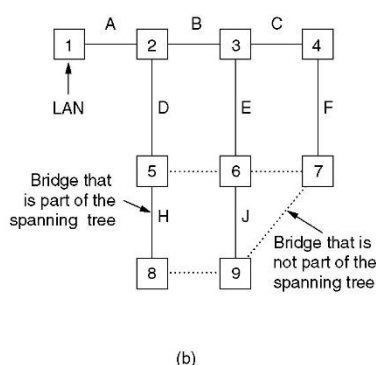 A B C
1 2 3 4
LAN D E F
5 6 7
Bridge that
is part of the
spanning tree
H J
Bridge that is
not part of the
spanning tree
8 9
(b)